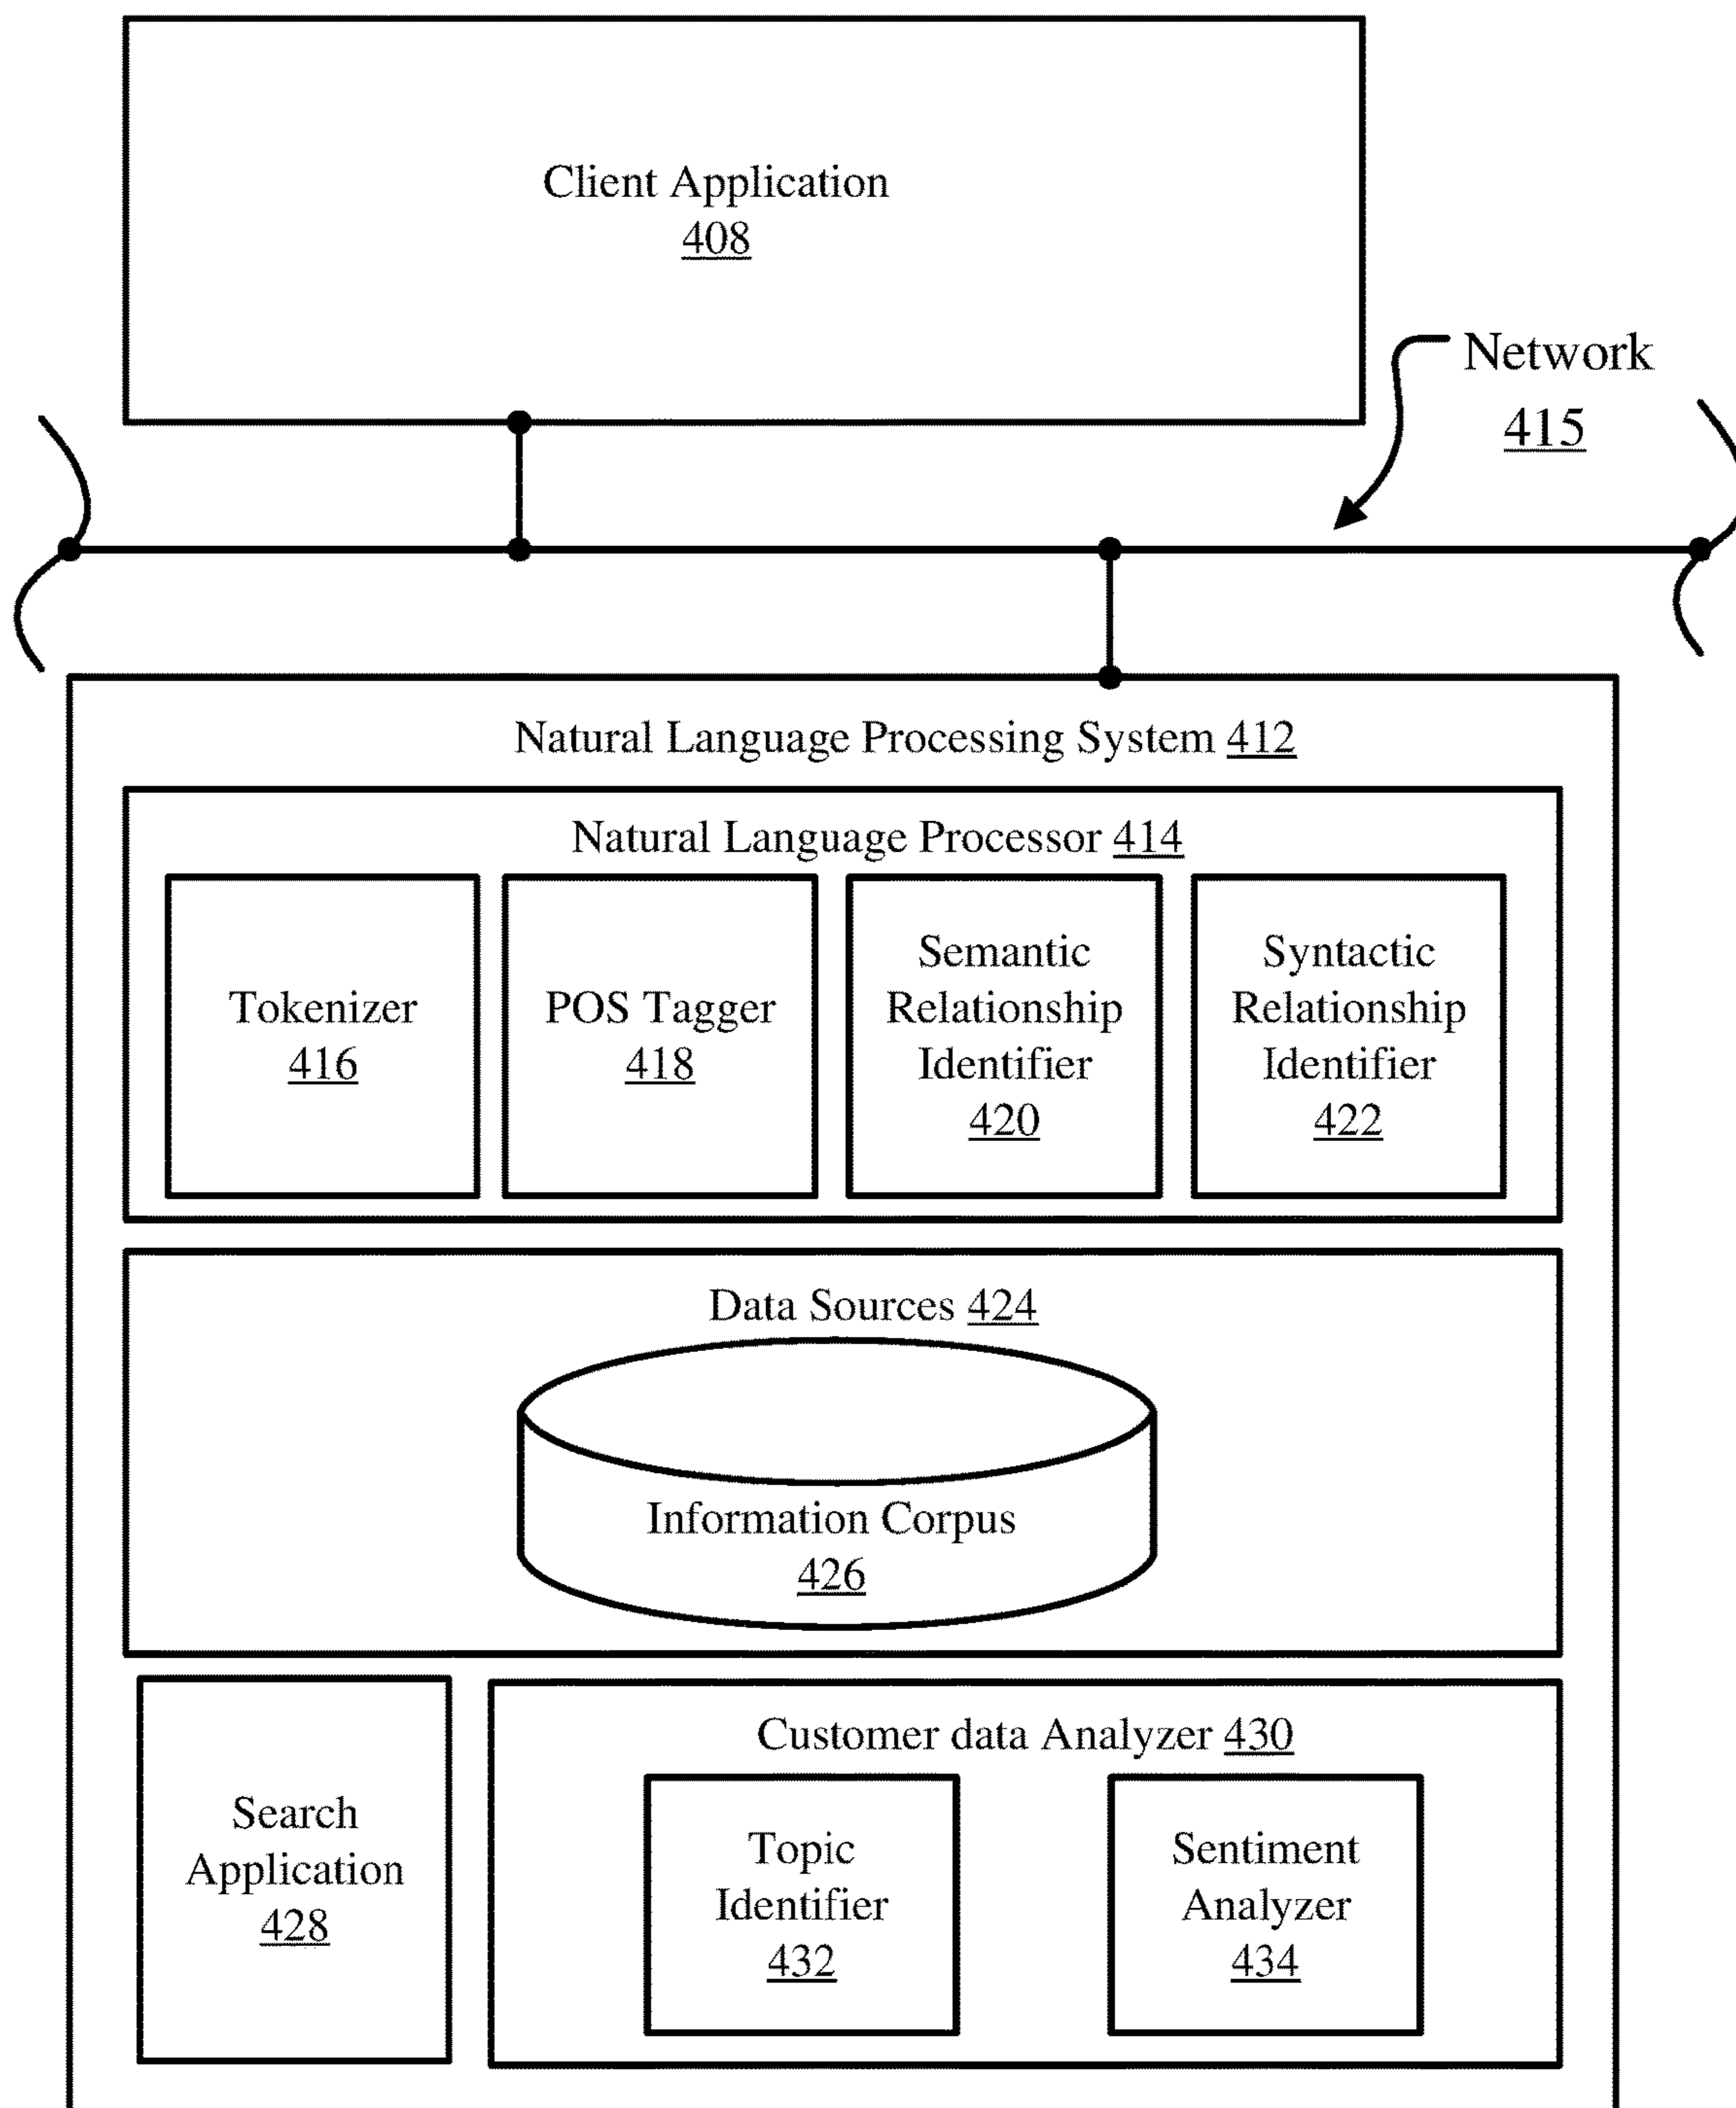 Client Application
408
Network
415
Natural Language Processing System 412
Natural Language Processor 414
Tokenizer
416
POS Tagger
418
Semantic
Relationship
Identifier
420
Syntactic
Relationship
Identifier
422
Data Sources 424
Information Corpus
426
Search
Application
428
Customer data Analyzer 430
Topic
Identifier
432
Sentiment
Analyzer
434